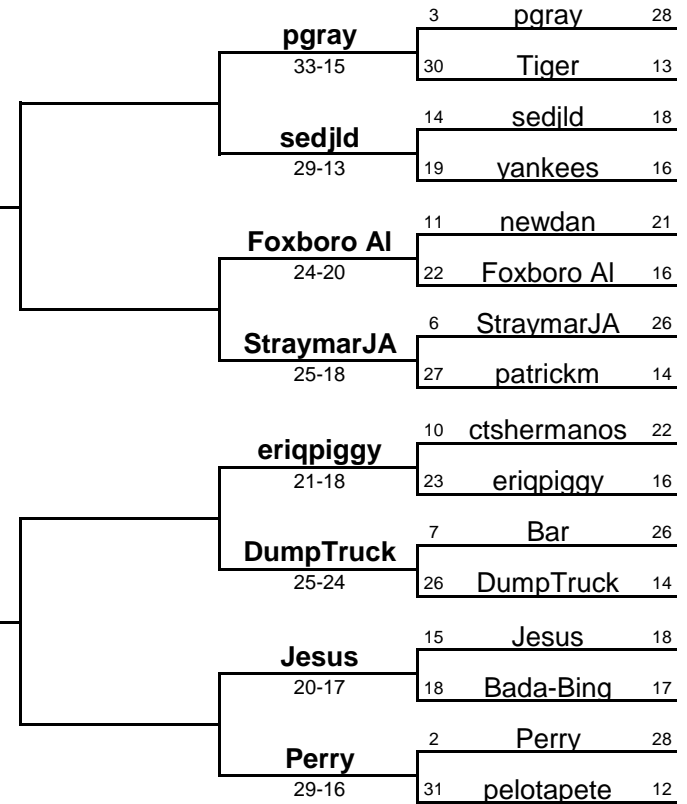 3 pgray 28
pgray
33-15
30 Tiger 13
14 sedjld 18
sedjld
29-13
19 yankees 16
11 newdan 21
Foxboro Al
24-20
22 Foxboro Al 16
6 StraymarJA 26
StraymarJA
25-18
27 patrickm 14
10 ctshermanos 22
eriqpiggy
21-18
23 eriqpiggy 16
7 Bar 26
DumpTruck
25-24
26 DumpTruck 14
15 Jesus 18
Jesus
20-17
18 Bada-Bing 17
2 Perry 28
Perry
29-16
31 pelotapete 12